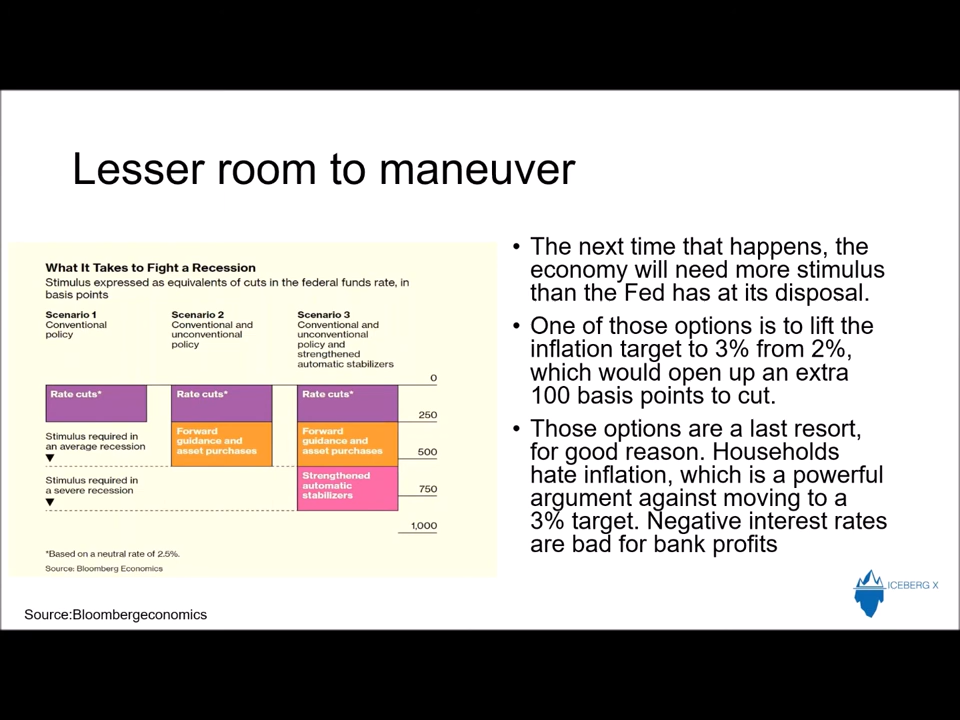 Lesser room to maneuver
What It Takes to Fight a Recession
Stimulus expressed as equivalents of cuts in the federal funds rate, in
basis points
Scenario 1
Conventional
policy
Scenario 2
Conventional and
unconventional
policy
Scenario 3
Conventional and
unconventional
policy and
strengthened
automatic stabilizers
0
Rate cuts*
Rate cuts*
Rate cuts*
250
Stimulus required in
an average recession
▼
Forward
guidance and
asset purchases
Forward
guidance and
asset purchases
500
Stimulus required in
a severe recession
▼
Strengthened
automatic
stabilizers
750
1,000
*Based on a neutral rate of 2.5%.
Source: Bloomberg Economics
• The next time that happens, the
economy will need more stimulus
than the Fed has at its disposal.
• One of those options is to lift the
inflation target to 3% from 2%,
which would open up an extra
100 basis points to cut.
• Those options are a last resort,
for good reason. Households
hate inflation, which is a powerful
argument against moving to a
3% target. Negative interest rates
are bad for bank profits
ICEBERG X
Source:Bloombergeconomics